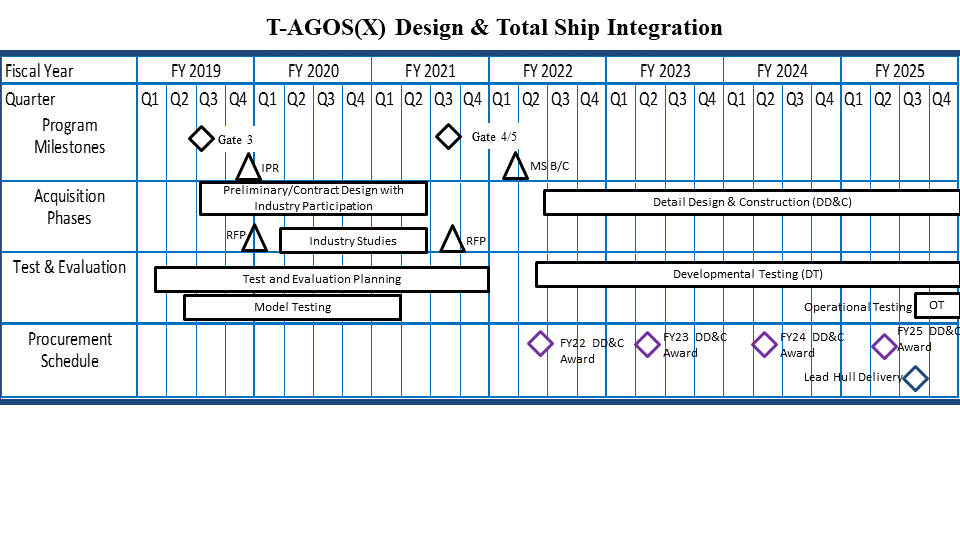 T-AGOS(X) Design & Total Ship Integration
Fiscal Year FY 2019 FY 2020 FY 2021 FY 2022 FY 2023 FY 2024 FY 2025
Quarter Q1 Q2 Q3 Q4 Q1 Q2 Q3 Q4 Q1 Q2 Q3 Q4 Q1 Q2 Q3 Q4 Q1 Q2 Q3 Q4 Q1 Q2 Q3 Q4 Q1 Q2 Q3 Q4
Program
Milestones
Gate 3
Gate 4/5
IPR
MS B/C
Acquisition
Phases
Preliminary/Contract Design with
Industry Participation
Detail Design & Construction (DD&C)
RFP
Industry Studies
RFP
Test & Evaluation
Test and Evaluation Planning
Developmental Testing (DT)
Model Testing
Operational Testing
OT
Procurement
Schedule
FY22 DD&C
Award
FY23 DD&C
Award
FY24 DD&C
Award
FY25 DD&C
Award
Lead Hull Delivery